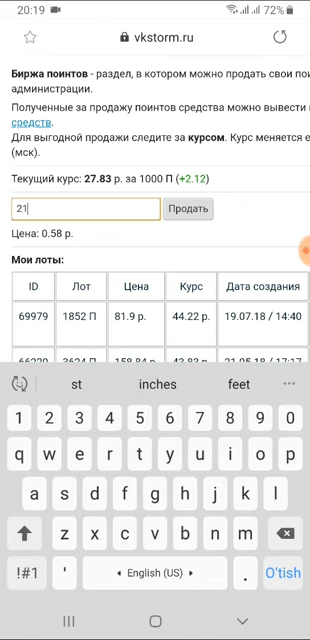 20:19 72%
vkstorm.ru
Биржа поинтов - раздел, в котором можно продать свои
администрации.
Полученные за продажу поинтов средства можно вывести
средств.
Для выгодной продажи следите за курсом. Курс меняется
(мск).
Текущий курс: 27.83 р. за 1000 П (+2.12)
21 Продать
Цена: 0.58 р.
Мои лоты:
ID Лот Цена Курс Дата создания
69979 1852 П 81.9 р. 44.22 р. 19.07.18 / 14:40
st inches feet
1 2 3 4 5 6 7 8 9 0
q w e r t y u i o p
a s d f g h j k l
z x c v b n m
!#1 ' English (US) . O'tish